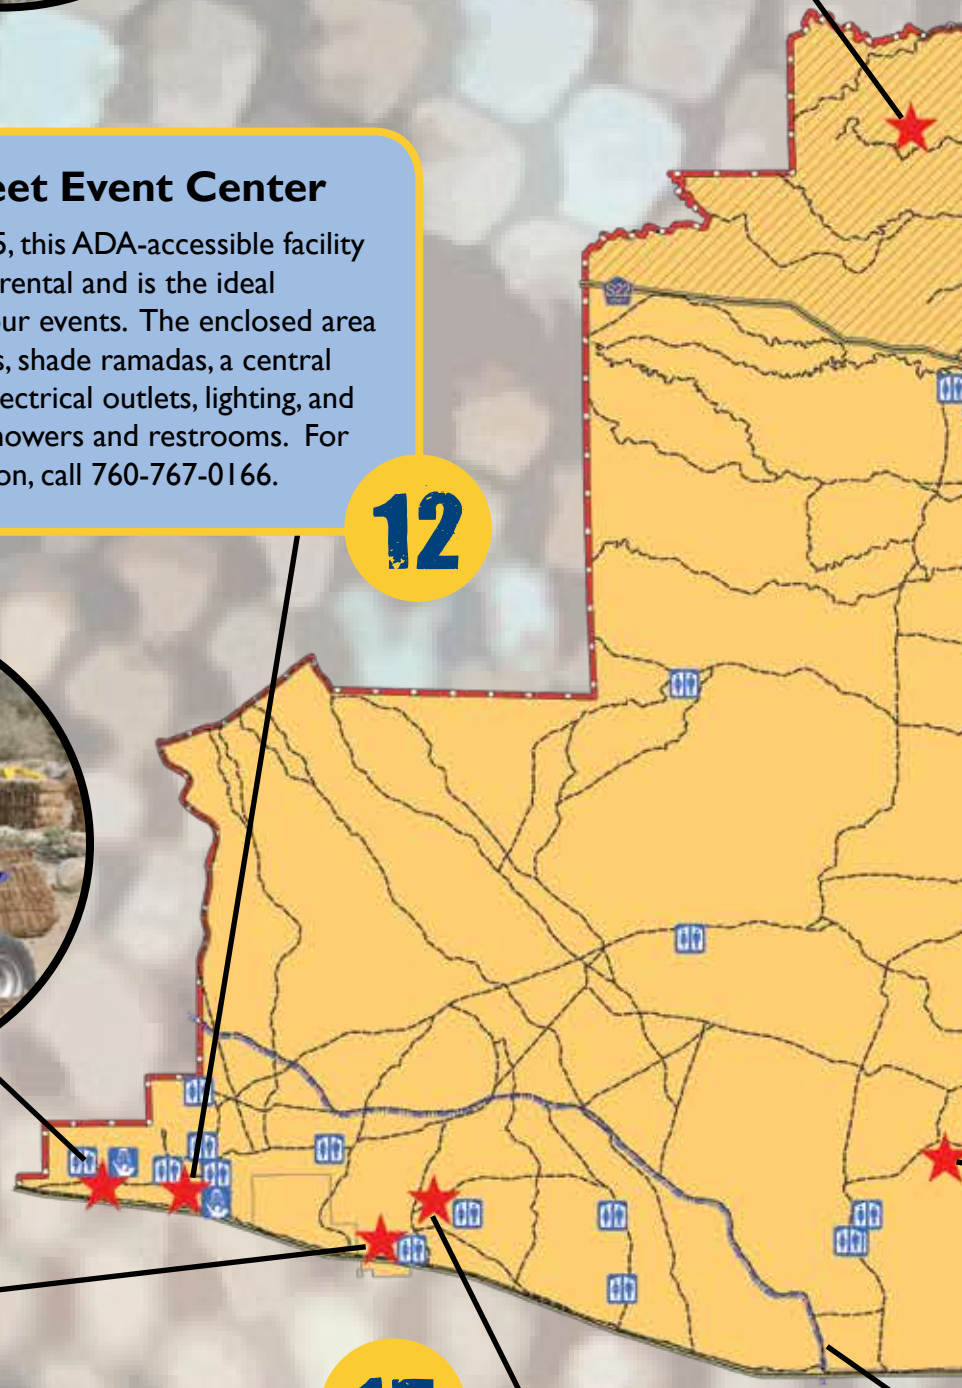 eet Event Center
5, this ADA-accessible facility
rental and is the ideal
ur events. The enclosed area
s, shade ramadas, a central
lectrical outlets, lighting, and
howers and restrooms. For
on, call 760-767-0166.
12
S22